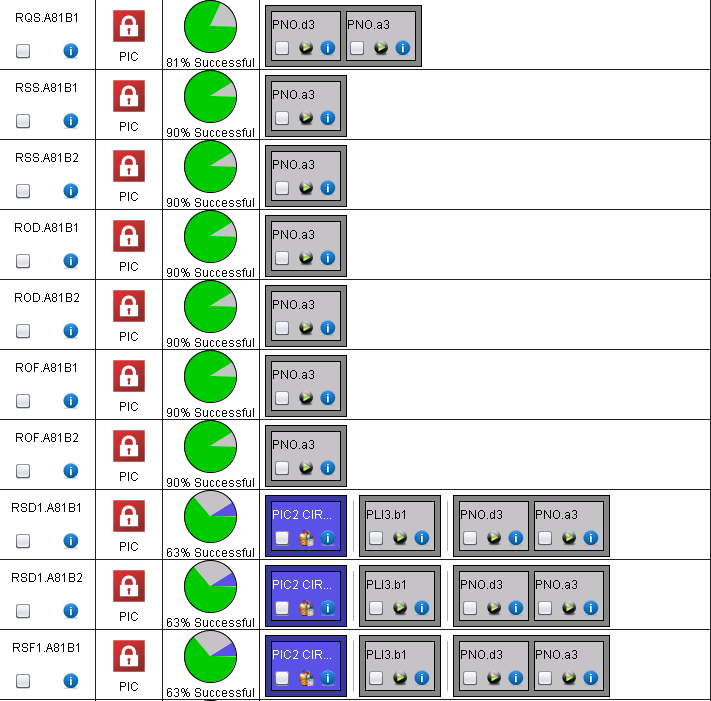 RQS.A81B1
PIC
81% Successful
PNO.d3 PNO.a3
RSS.A81B1
PIC
90% Successful
PNO.a3
RSS.A81B2
PIC
90% Successful
PNO.a3
ROD.A81B1
PIC
90% Successful
PNO.a3
ROD.A81B2
PIC
90% Successful
PNO.a3
ROF.A81B1
PIC
90% Successful
PNO.a3
ROF.A81B2
PIC
90% Successful
PNO.a3
RSD1.A81B1
PIC
63% Successful
PIC2 CIR... PLI3.b1 PNO.d3 PNO.a3
RSD1.A81B2
PIC
63% Successful
PIC2 CIR... PLI3.b1 PNO.d3 PNO.a3
RSF1.A81B1
PIC
63% Successful
PIC2 CIR... PLI3.b1 PNO.d3 PNO.a3